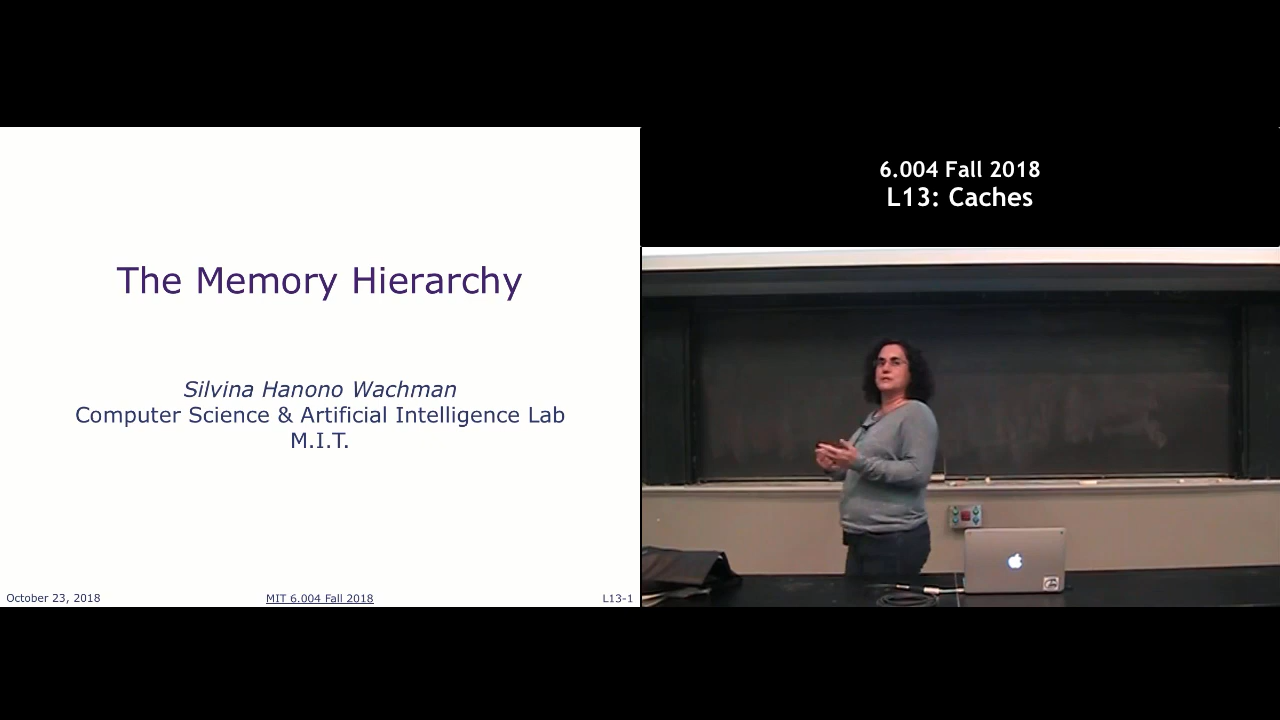 The Memory Hierarchy
Silvina Hanono Wachman
Computer Science & Artificial Intelligence Lab
M.I.T.
October 23, 2018
MIT 6.004 Fall 2018
L13-1
6.004 Fall 2018
L13: Caches